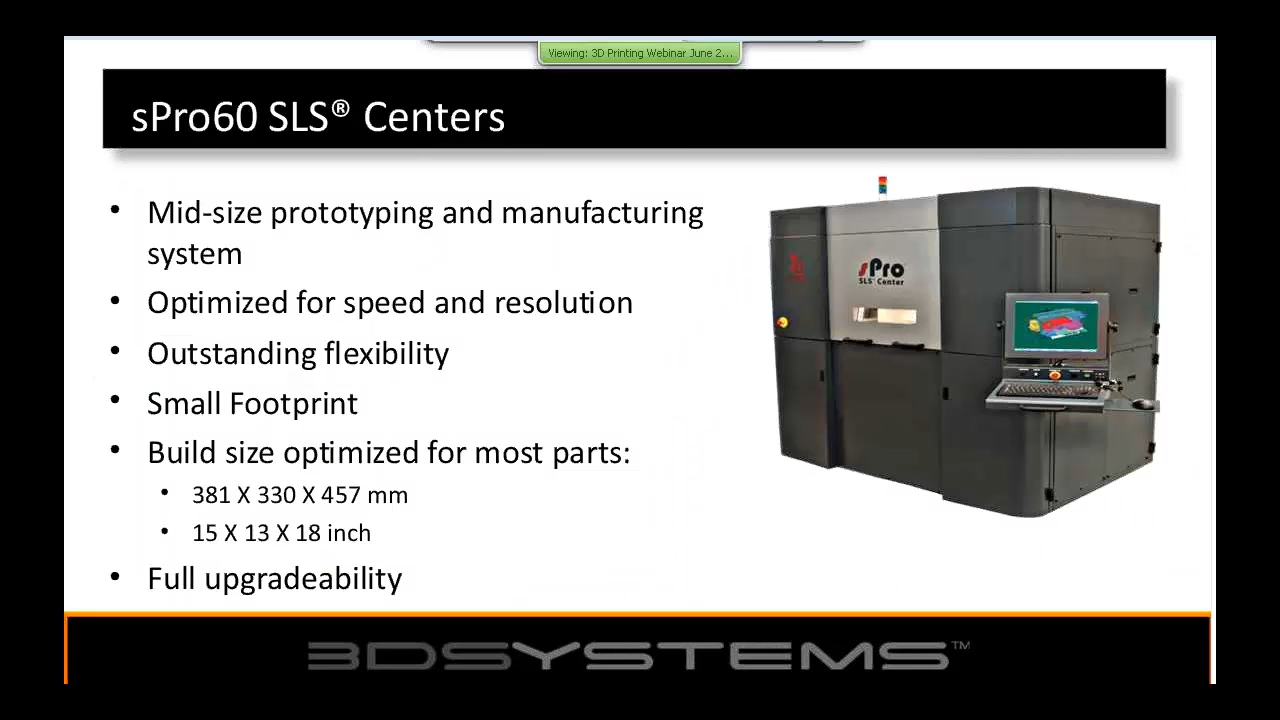 Viewing: 3D Printing Webinar June 2...
sPro60 SLS® Centers
• Mid-size prototyping and manufacturing
system
• Optimized for speed and resolution
• Outstanding flexibility
• Small Footprint
• Build size optimized for most parts:
• 381 X 330 X 457 mm
• 15 X 13 X 18 inch
• Full upgradeability
sPro
SLS® Center
3DSYSTEMS™